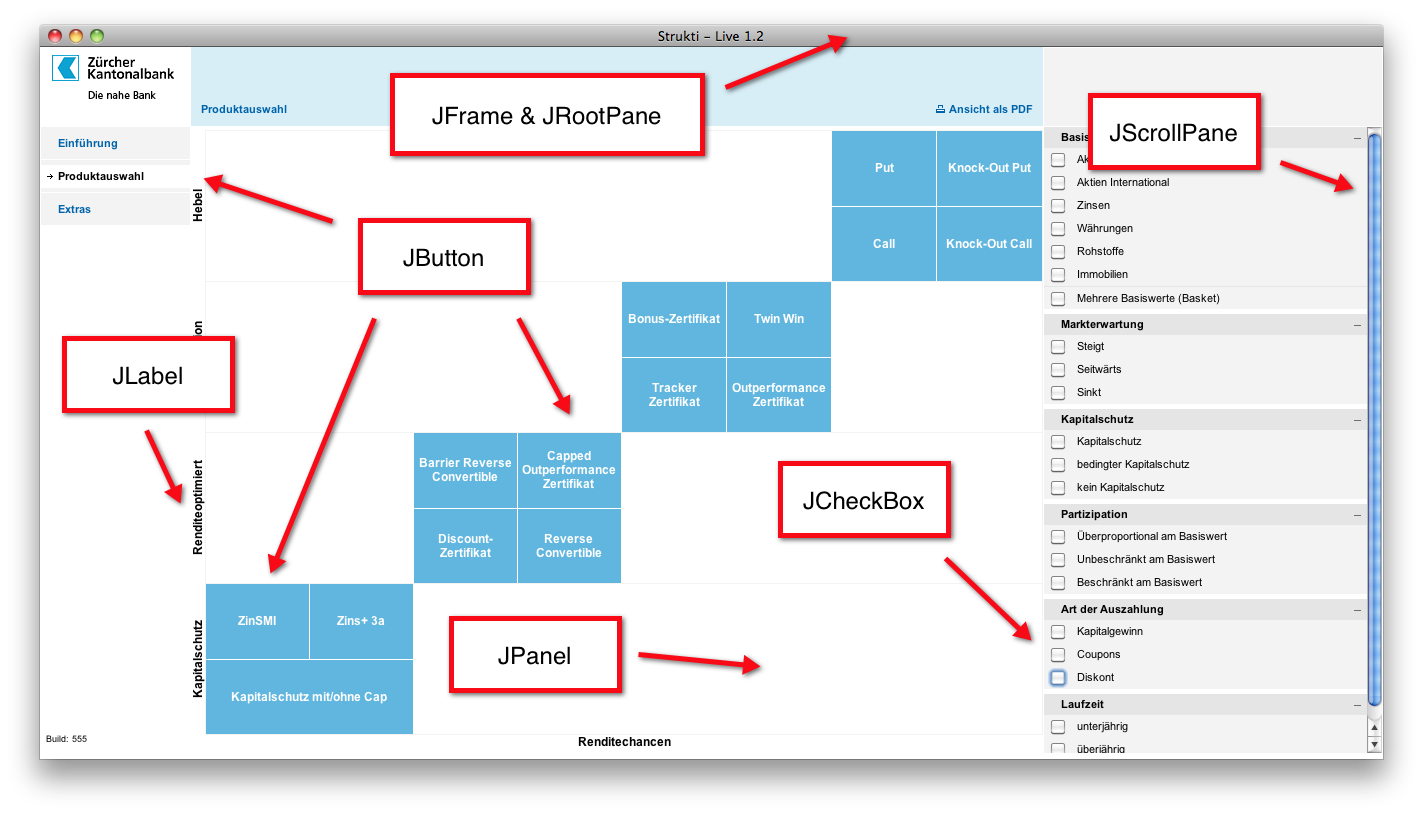 Strukti – Live 1.2
Zürcher
Kantonalbank
Die nahe Bank
Produktauswahl
Ansicht als PDF
JFrame & JRootPane
JScrollPane
Einführung
→ Produktauswahl
Extras
Hebel
JButton
JLabel
Renditeoptimiert
Kapitalschutz
Put
Knock-Out Put
Call
Knock-Out Call
Bonus-Zertifikat
Twin Win
Tracker
Zertifikat
Outperformance
Zertifikat
Barrier Reverse
Convertible
Capped
Outperformance
Zertifikat
Discount-
Zertifikat
Reverse
Convertible
JCheckBox
ZinSMI
Zins+ 3a
Kapitalschutz mit/ohne Cap
JPanel
Renditechancen
Build: 555
Aktien International
Zinsen
Währungen
Rohstoffe
Immobilien
Mehrere Basiswerte (Basket)
Markterwartung
Steigt
Seitwärts
Sinkt
Kapitalschutz
Kapitalschutz
bedingter Kapitalschutz
kein Kapitalschutz
Partizipation
Überproportional am Basiswert
Unbeschränkt am Basiswert
Beschränkt am Basiswert
Art der Auszahlung
Kapitalgewinn
Coupons
Diskont
Laufzeit
unterjährig
überjährig